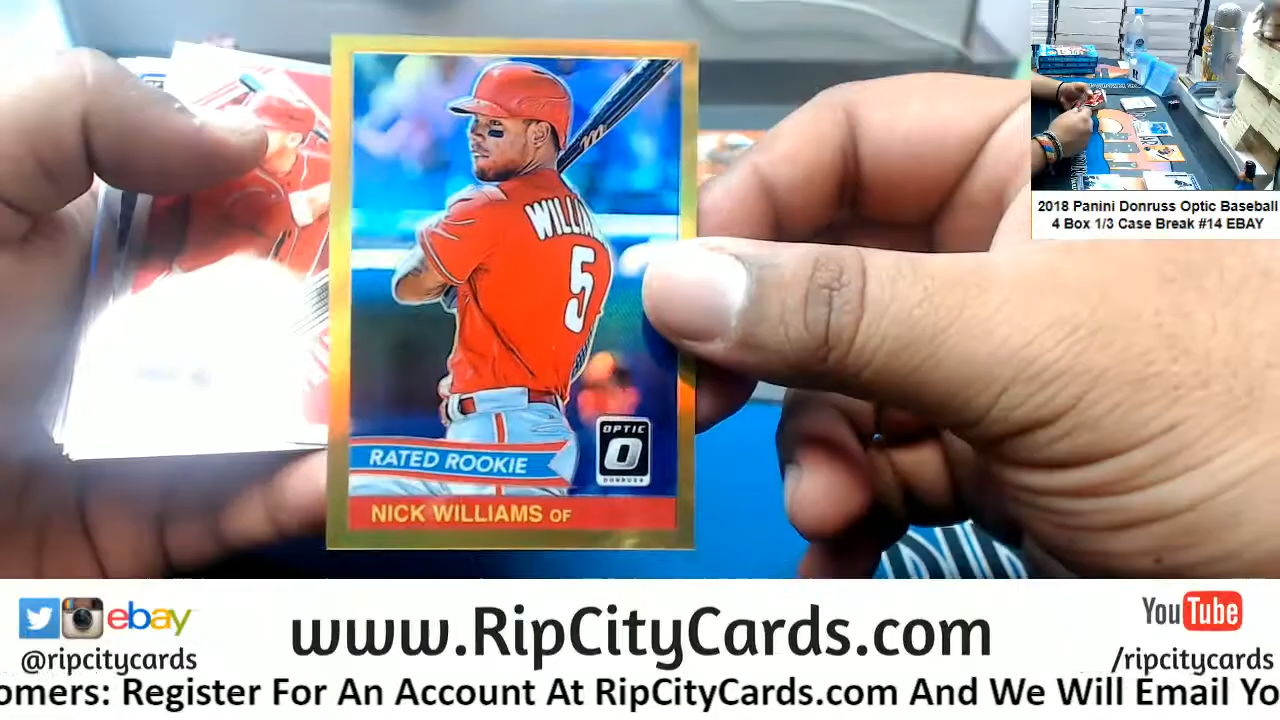 WILLIA
5
OPTIC
O
DONRUSS
RATED ROOKIE
NICK WILLIAMS OF
2018 Panini Donruss Optic Baseball
4 Box 1/3 Case Break #14 EBAY
ebay
@ripcitycards
www.RipCityCards.com
YouTube
/ripcitycards
omers: Register For An Account At RipCityCards.com And We Will Email Yo